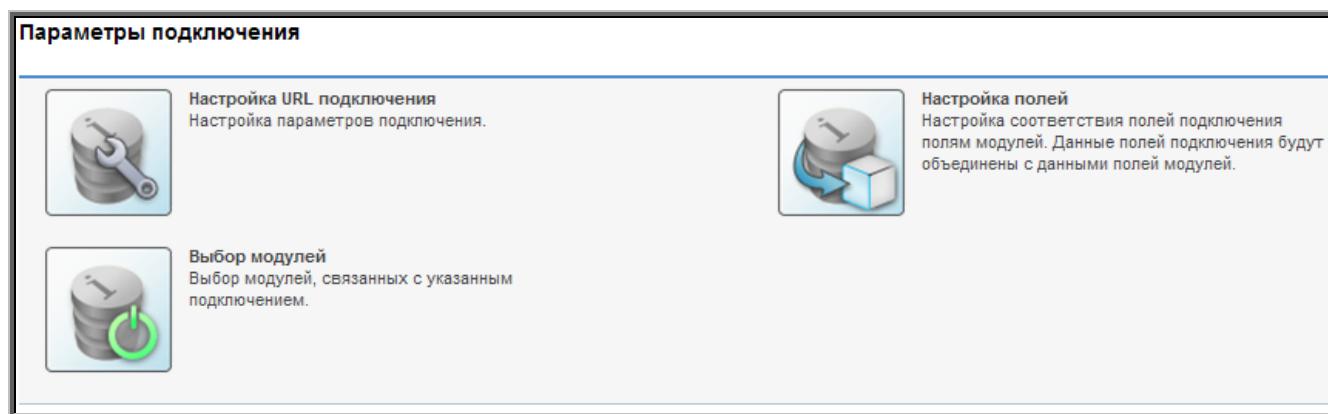 Параметры подключения
Настройка URL подключения
Настройка параметров подключения.
Настройка полей
Настройка соответствия полей подключения
полям модулей. Данные полей подключения будут
объединены с данными полей модулей.
Выбор модулей
Выбор модулей, связанных с указанным
подключением.